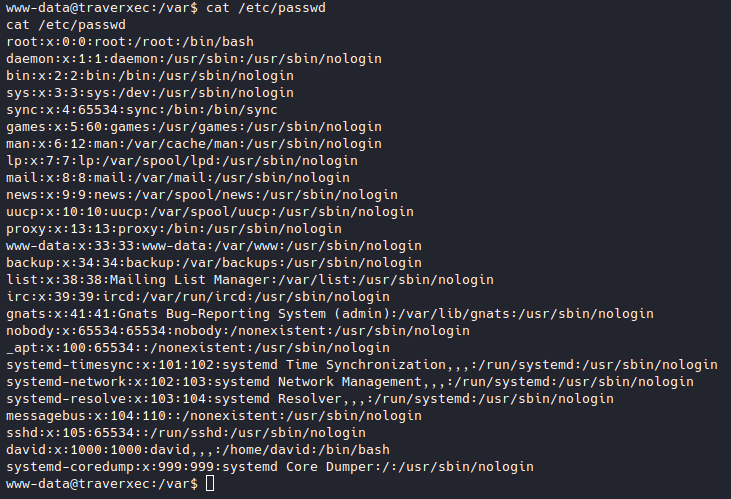 www-data@traverxec:/var$ cat /etc/passwd
cat /etc/passwd
root:x:0:0:root:/root:/bin/bash
daemon:x:1:1:daemon:/usr/sbin:/usr/sbin/nologin
bin:x:2:2:bin:/bin:/usr/sbin/nologin
sys:x:3:3:sys:/dev:/usr/sbin/nologin
sync:x:4:65534:sync:/bin:/bin/sync
games:x:5:60:games:/usr/games:/usr/sbin/nologin
man:x:6:12:man:/var/cache/man:/usr/sbin/nologin
lp:x:7:7:lp:/var/spool/lpd:/usr/sbin/nologin
mail:x:8:8:mail:/var/mail:/usr/sbin/nologin
news:x:9:9:news:/var/spool/news:/usr/sbin/nologin
uucp:x:10:10:uucp:/var/spool/uucp:/usr/sbin/nologin
proxy:x:13:13:proxy:/bin:/usr/sbin/nologin
www-data:x:33:33:www-data:/var/www:/usr/sbin/nologin
backup:x:34:34:backup:/var/backups:/usr/sbin/nologin
list:x:38:38:Mailing List Manager:/var/list:/usr/sbin/nologin
irc:x:39:39:ircd:/var/run/ircd:/usr/sbin/nologin
gnats:x:41:41:Gnats Bug-Reporting System (admin):/var/lib/gnats:/usr/sbin/nologin
nobody:x:65534:65534:nobody:/nonexistent:/usr/sbin/nologin
_apt:x:100:65534::/nonexistent:/usr/sbin/nologin
systemd-timesync:x:101:102:systemd Time Synchronization,,,:/run/systemd:/usr/sbin/nologin
systemd-network:x:102:103:systemd Network Management,,,:/run/systemd:/usr/sbin/nologin
systemd-resolve:x:103:104:systemd Resolver,,,:/run/systemd:/usr/sbin/nologin
messagebus:x:104:110::/nonexistent:/usr/sbin/nologin
sshd:x:105:65534::/run/sshd:/usr/sbin/nologin
david:x:1000:1000:david,,,:/home/david:/bin/bash
systemd-coredump:x:999:999:systemd Core Dumper:/:/usr/sbin/nologin
www-data@traverxec:/var$